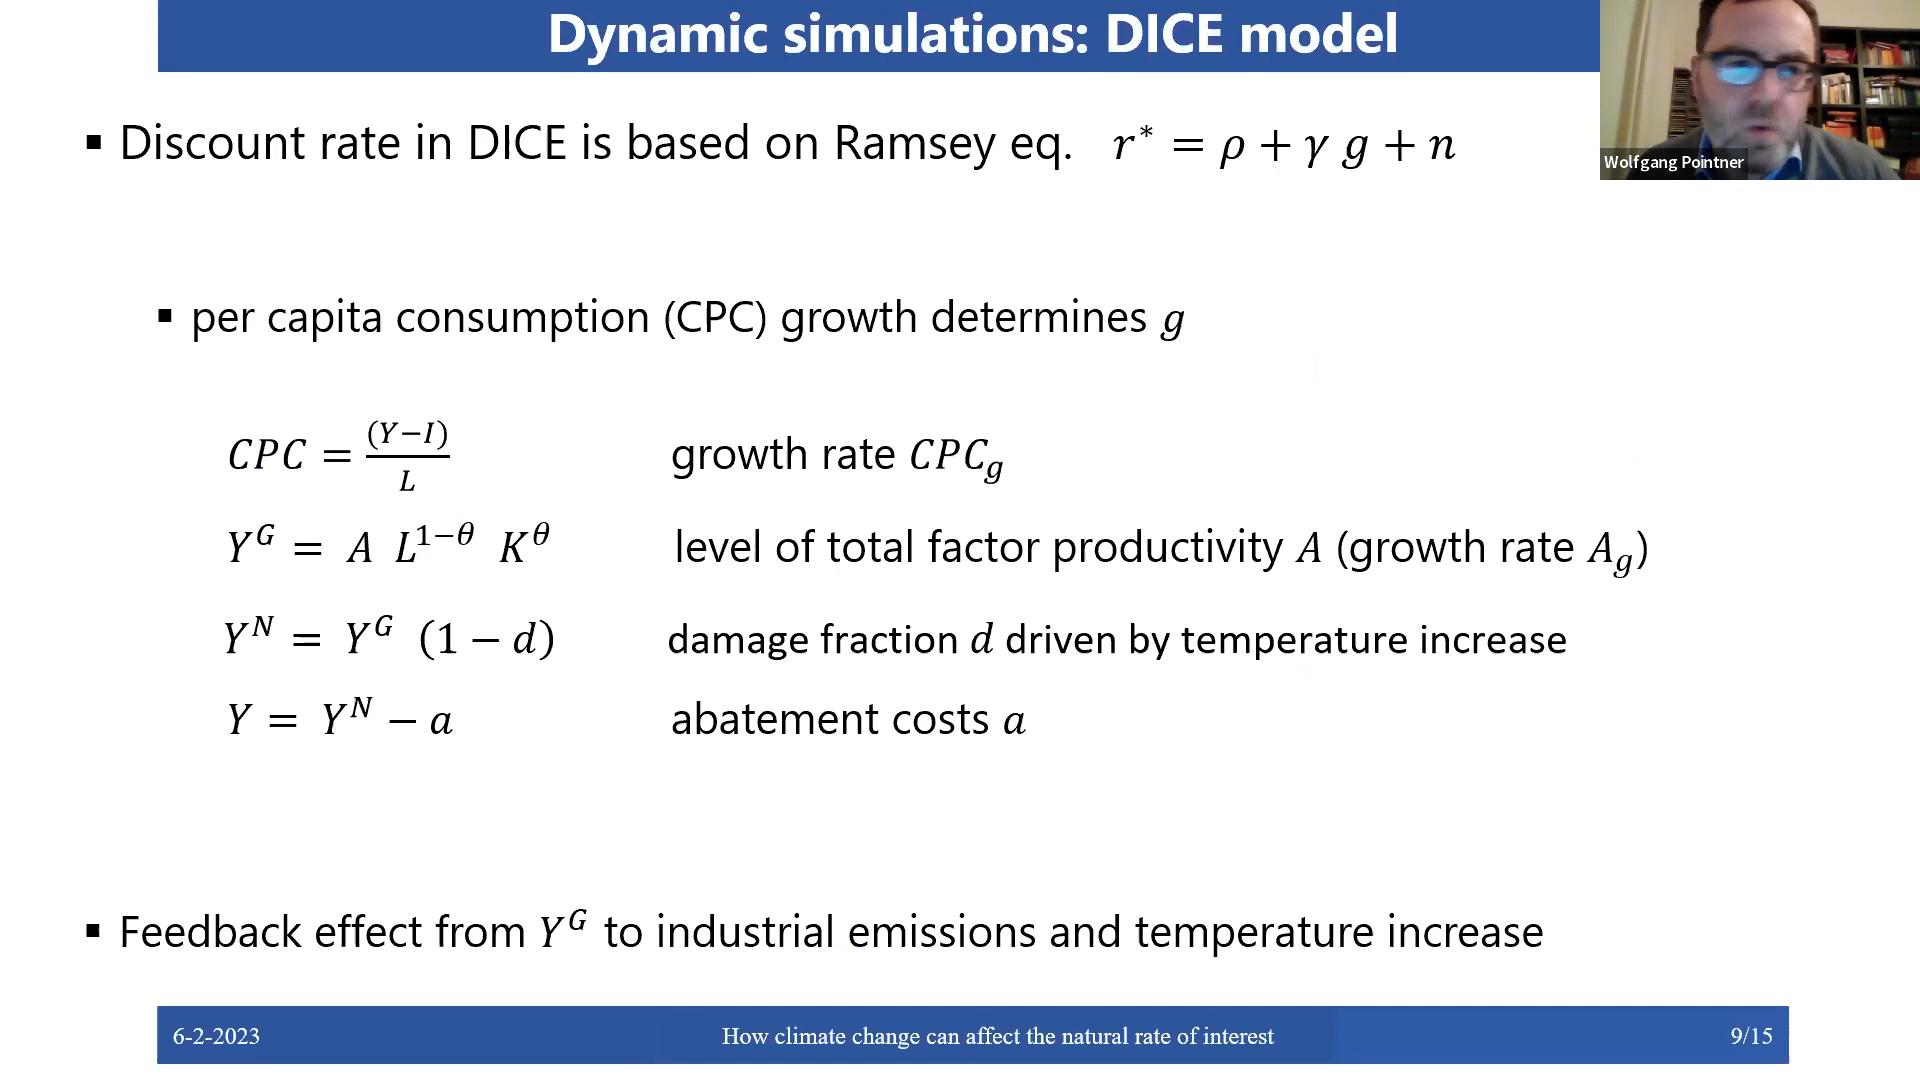 Dynamic simulations: DICE model
▪ Discount rate in DICE is based on Ramsey eq. r* = ρ + γ g + n
Wolfgang Pointner
▪ per capita consumption (CPC) growth determines g
CPC = (Y−I)/L growth rate CPC_g
Y^G = A L^{1−θ} K^θ level of total factor productivity A (growth rate A_g)
Y^N = Y^G (1 − d) damage fraction d driven by temperature increase
Y = Y^N − a abatement costs a
▪ Feedback effect from Y^G to industrial emissions and temperature increase
6-2-2023 How climate change can affect the natural rate of interest 9/15